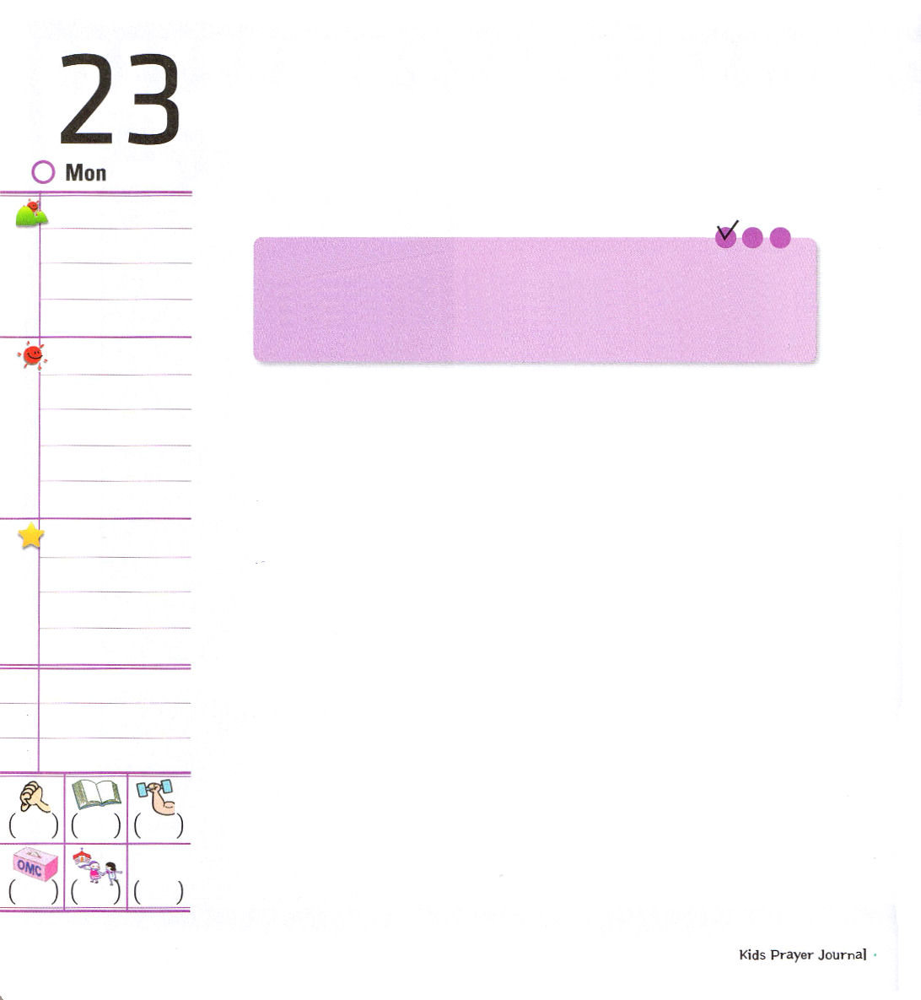 23
Mon
( ) ( ) ( )
OMC
( ) ( ) ( )
Kids Prayer Journal